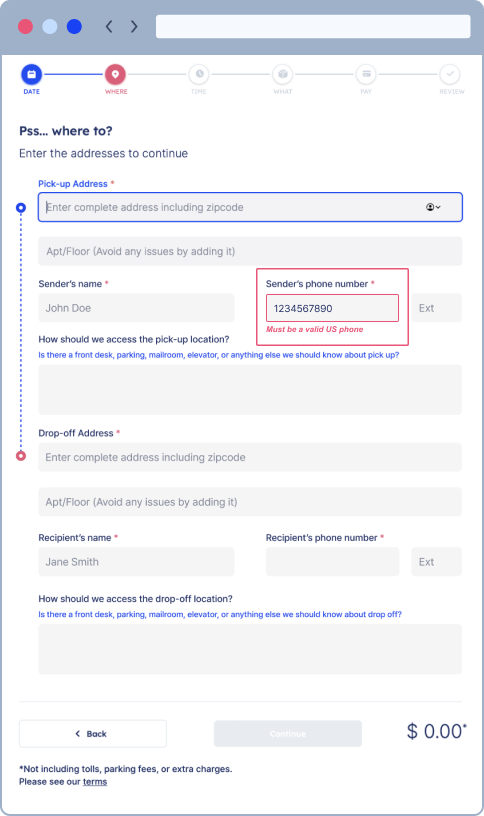 DATE WHERE TIME WHAT PAY REVIEW
Pss... where to?
Enter the addresses to continue
Pick-up Address *
Enter complete address including zipcode
Apt/Floor (Avoid any issues by adding it)
Sender's name * Sender's phone number *
John Doe 1234567890 Ext
Must be a valid US phone
How should we access the pick-up location?
Is there a front desk, parking, mailroom, elevator, or anything else we should know about pick up?
Drop-off Address *
Enter complete address including zipcode
Apt/Floor (Avoid any issues by adding it)
Recipient's name * Recipient's phone number *
Jane Smith Ext
How should we access the drop-off location?
Is there a front desk, parking, mailroom, elevator, or anything else we should know about drop off?
Back Continue $ 0.00*
*Not including tolls, parking fees, or extra charges.
Please see our terms